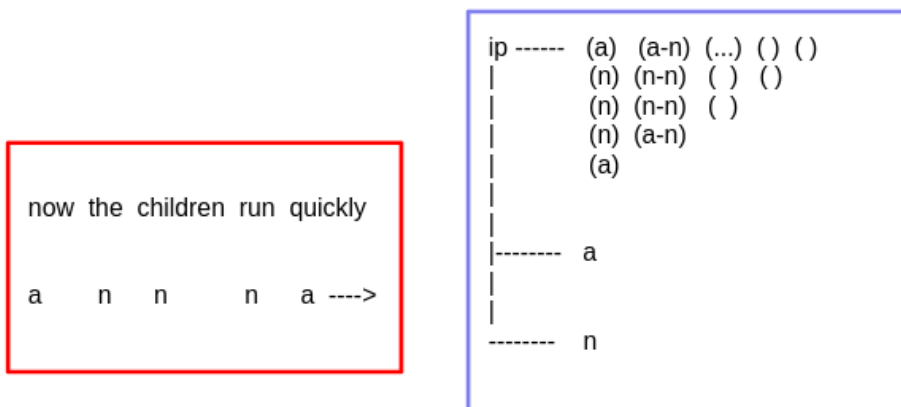 now the children run quickly
a n n n a ---->
ip ------ (a) (a-n) (...) ( ) ( )
| (n) (n-n) ( ) ( )
| (n) (n-n) ( )
| (n) (a-n)
| (a)
|
|
|-------- a
|
|
-------- n